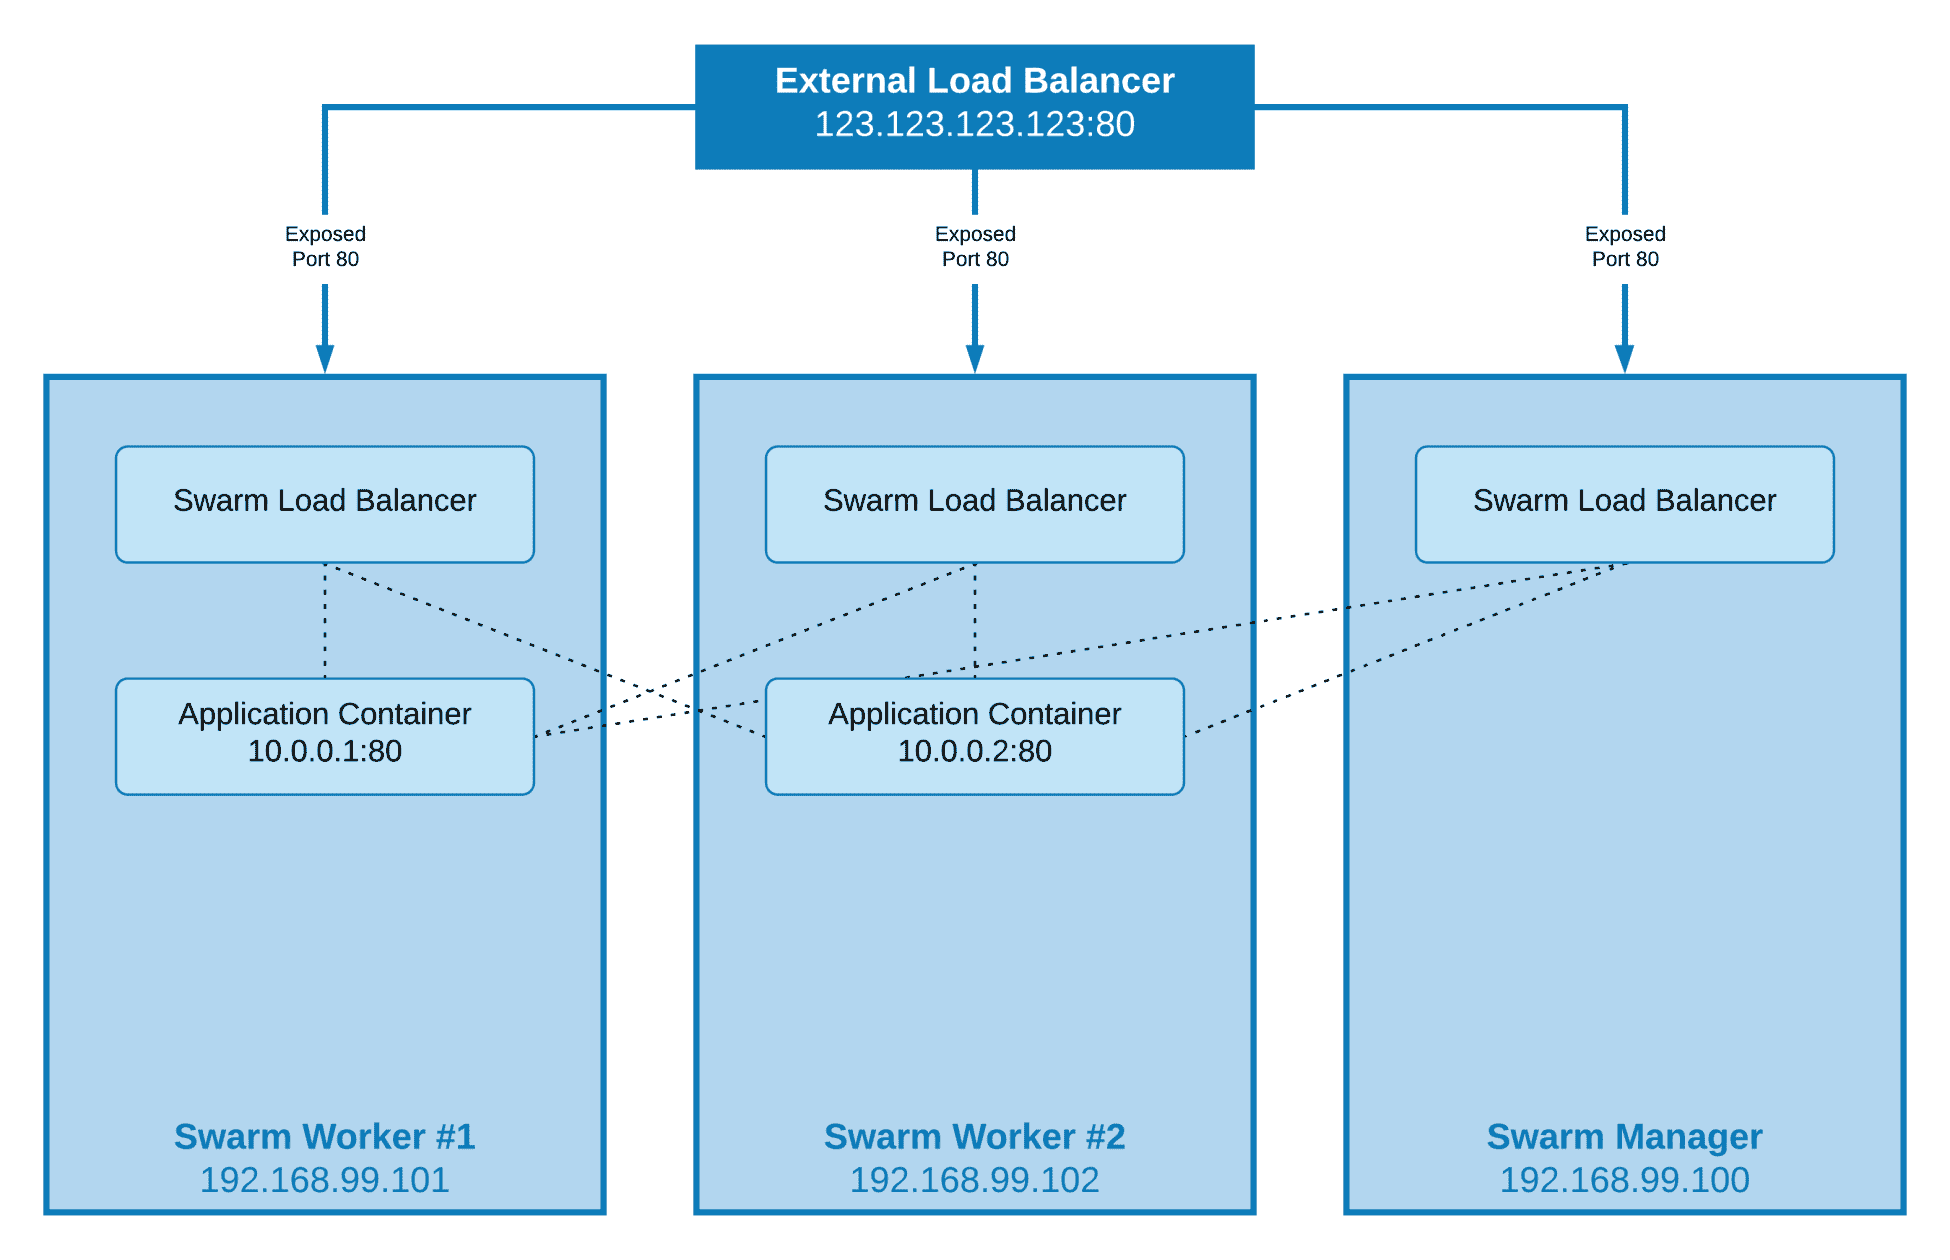 External Load Balancer
123.123.123.123:80
Exposed
Port 80
Exposed
Port 80
Exposed
Port 80
Swarm Load Balancer
Swarm Load Balancer
Swarm Load Balancer
Application Container
10.0.0.1:80
Application Container
10.0.0.2:80
Swarm Worker #1
192.168.99.101
Swarm Worker #2
192.168.99.102
Swarm Manager
192.168.99.100